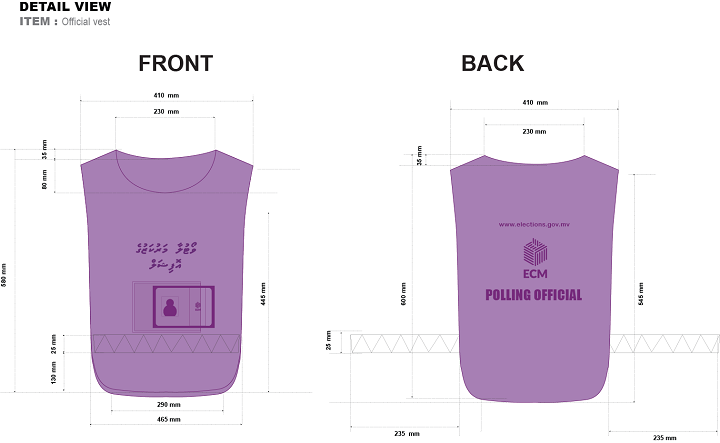 DETAIL VIEW
ITEM : Official vest
FRONT
BACK
410 mm
230 mm
35 mm
80 mm
580 mm
445 mm
25 mm
130 mm
290 mm
465 mm
ވޯޓުލާ މަރުކަޒުގެ
އޮފިޝަލް
410 mm
230 mm
35 mm
600 mm
545 mm
25 mm
235 mm
235 mm
www.elections.gov.mv
ECM
POLLING OFFICIAL